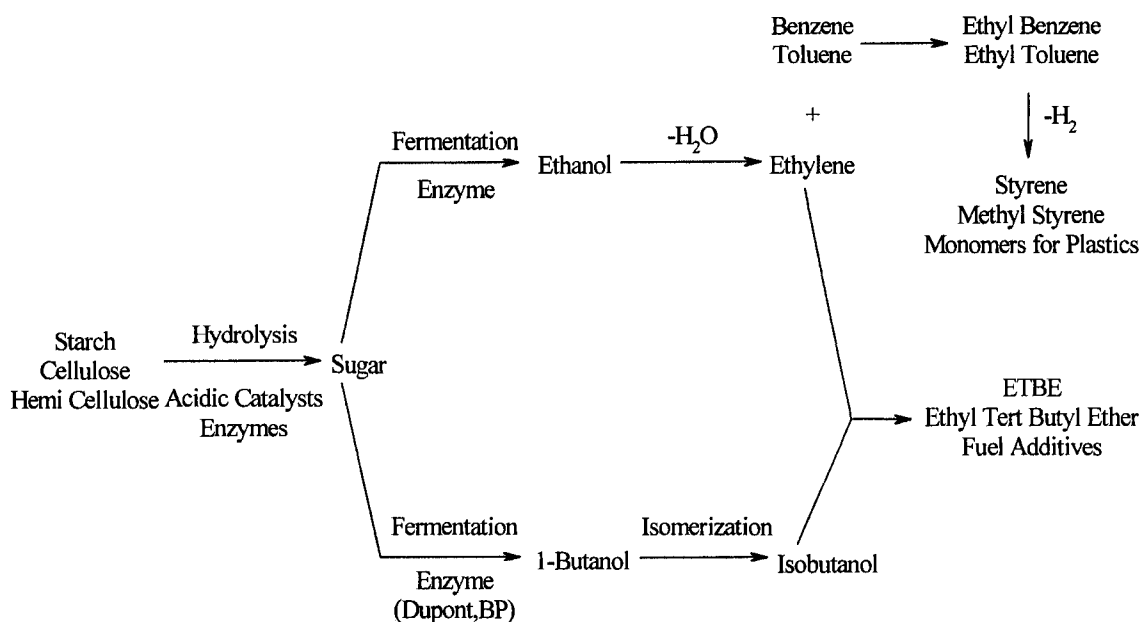 Benzene
Toluene
Ethyl Benzene
Ethyl Toluene
+
-H₂
Fermentation
Enzyme
Ethanol
-H₂O
Ethylene
Styrene
Methyl Styrene
Monomers for Plastics
Starch
Cellulose
Hemi Cellulose
Hydrolysis
Acidic Catalysts
Enzymes
Sugar
ETBE
Ethyl Tert Butyl Ether
Fuel Additives
Fermentation
Enzyme
(Dupont,BP)
1-Butanol
Isomerization
Isobutanol